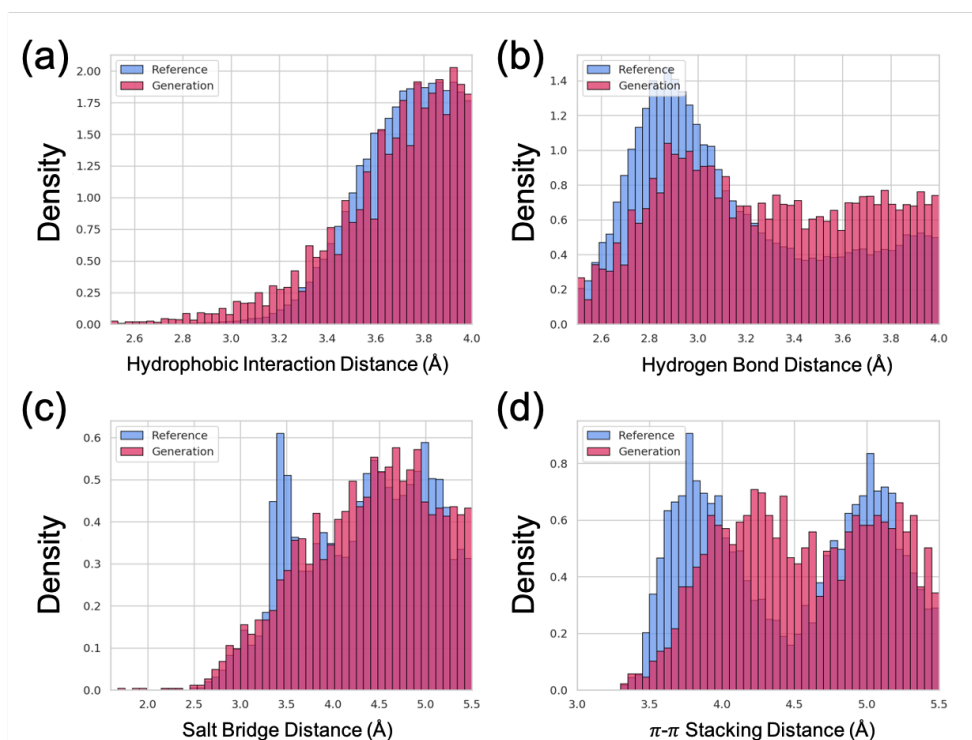 (a)
Density
2.00
1.75
1.50
1.25
1.00
0.75
0.50
0.25
0.00
Reference
Generation
2.6 2.8 3.0 3.2 3.4 3.6 3.8 4.0
Hydrophobic Interaction Distance (Å)
(b)
Density
1.4
1.2
1.0
0.8
0.6
0.4
0.2
0.0
Reference
Generation
2.6 2.8 3.0 3.2 3.4 3.6 3.8 4.0
Hydrogen Bond Distance (Å)
(c)
Density
0.6
0.5
0.4
0.3
0.2
0.1
0.0
Reference
Generation
2.0 2.5 3.0 3.5 4.0 4.5 5.0 5.5
Salt Bridge Distance (Å)
(d)
Density
0.8
0.6
0.4
0.2
0.0
Reference
Generation
3.0 3.5 4.0 4.5 5.0 5.5
π-π Stacking Distance (Å)